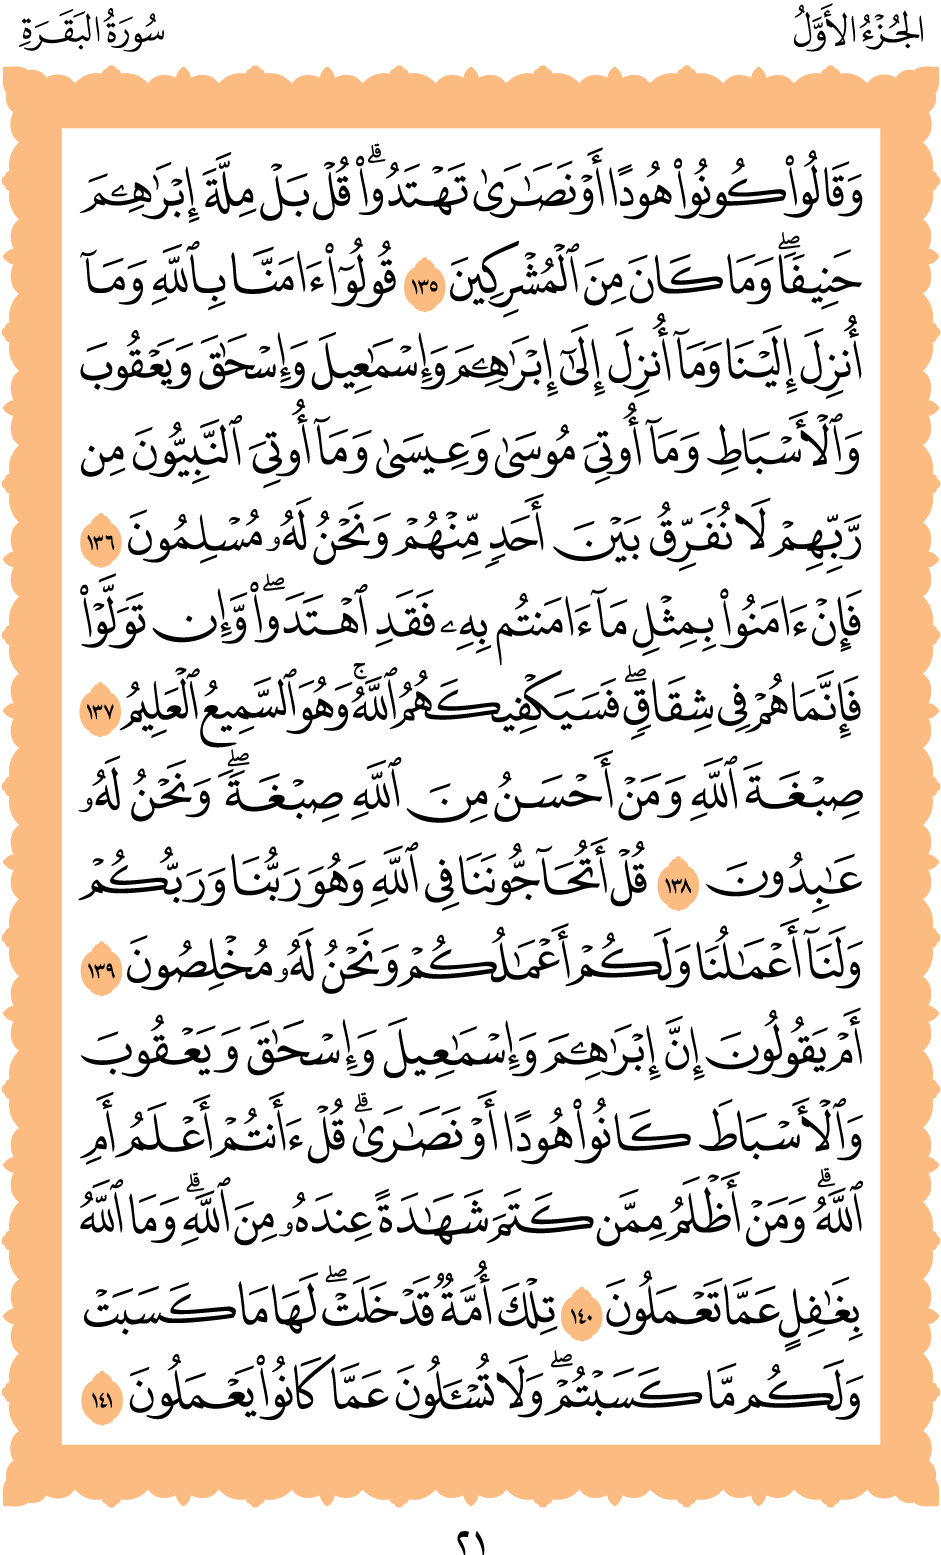 الجُزْءُ الأَوَّلُ
سُورَةُ البَقَرَةِ
وَقَالُوا۟ كُونُوا۟ هُودًا أَوْ نَصَـٰرَىٰ تَهْتَدُوا۟ ۗ قُلْ بَلْ مِلَّةَ إِبْرَٰهِـۧمَ
حَنِيفًا ۖ وَمَا كَانَ مِنَ ٱلْمُشْرِكِينَ ١٣٥ قُولُوٓا۟ ءَامَنَّا بِٱللَّهِ وَمَآ
أُنزِلَ إِلَيْنَا وَمَآ أُنزِلَ إِلَىٰٓ إِبْرَٰهِـۧمَ وَإِسْمَـٰعِيلَ وَإِسْحَـٰقَ وَيَعْقُوبَ
وَٱلْأَسْبَاطِ وَمَآ أُوتِىَ مُوسَىٰ وَعِيسَىٰ وَمَآ أُوتِىَ ٱلنَّبِيُّونَ مِن
رَّبِّهِمْ لَا نُفَرِّقُ بَيْنَ أَحَدٍ مِّنْهُمْ وَنَحْنُ لَهُۥ مُسْلِمُونَ ١٣٦
فَإِنْ ءَامَنُوا۟ بِمِثْلِ مَآ ءَامَنتُم بِهِۦ فَقَدِ ٱهْتَدَوا۟ ۖ وَّإِن تَوَلَّوْا۟
فَإِنَّمَا هُمْ فِى شِقَاقٍ ۖ فَسَيَكْفِيكَهُمُ ٱللَّهُ ۚ وَهُوَ ٱلسَّمِيعُ ٱلْعَلِيمُ ١٣٧
صِبْغَةَ ٱللَّهِ وَمَنْ أَحْسَنُ مِنَ ٱللَّهِ صِبْغَةً ۖ وَنَحْنُ لَهُۥ
عَـٰبِدُونَ ١٣٨ قُلْ أَتُحَآجُّونَنَا فِى ٱللَّهِ وَهُوَ رَبُّنَا وَرَبُّكُمْ
وَلَنَآ أَعْمَـٰلُنَا وَلَكُمْ أَعْمَـٰلُكُمْ وَنَحْنُ لَهُۥ مُخْلِصُونَ ١٣٩
أَمْ يَقُولُونَ إِنَّ إِبْرَٰهِـۧمَ وَإِسْمَـٰعِيلَ وَإِسْحَـٰقَ وَيَعْقُوبَ
وَٱلْأَسْبَاطَ كَانُوا۟ هُودًا أَوْ نَصَـٰرَىٰ ۗ قُلْ ءَأَنتُمْ أَعْلَمُ أَمِ
ٱللَّهُ ۗ وَمَنْ أَظْلَمُ مِمَّن كَتَمَ شَهَـٰدَةً عِندَهُۥ مِنَ ٱللَّهِ ۗ وَمَا ٱللَّهُ
بِغَـٰفِلٍ عَمَّا تَعْمَلُونَ ١٤٠ تِلْكَ أُمَّةٌ قَدْ خَلَتْ ۖ لَهَا مَا كَسَبَتْ
وَلَكُم مَّا كَسَبْتُمْ ۖ وَلَا تُسْـَٔلُونَ عَمَّا كَانُوا۟ يَعْمَلُونَ ١٤١
٢١